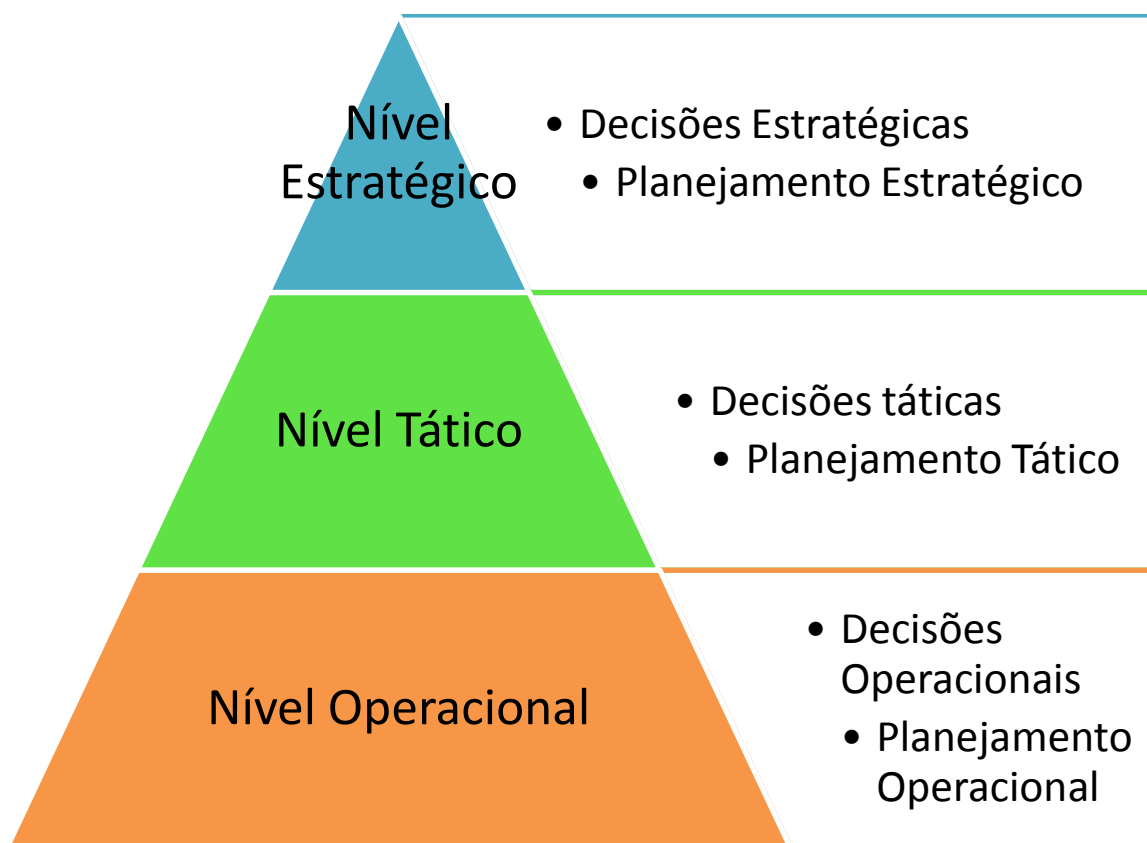 Nível
Estratégico
• Decisões Estratégicas
• Planejamento Estratégico
Nível Tático
• Decisões táticas
• Planejamento Tático
Nível Operacional
• Decisões
Operacionais
• Planejamento
Operacional